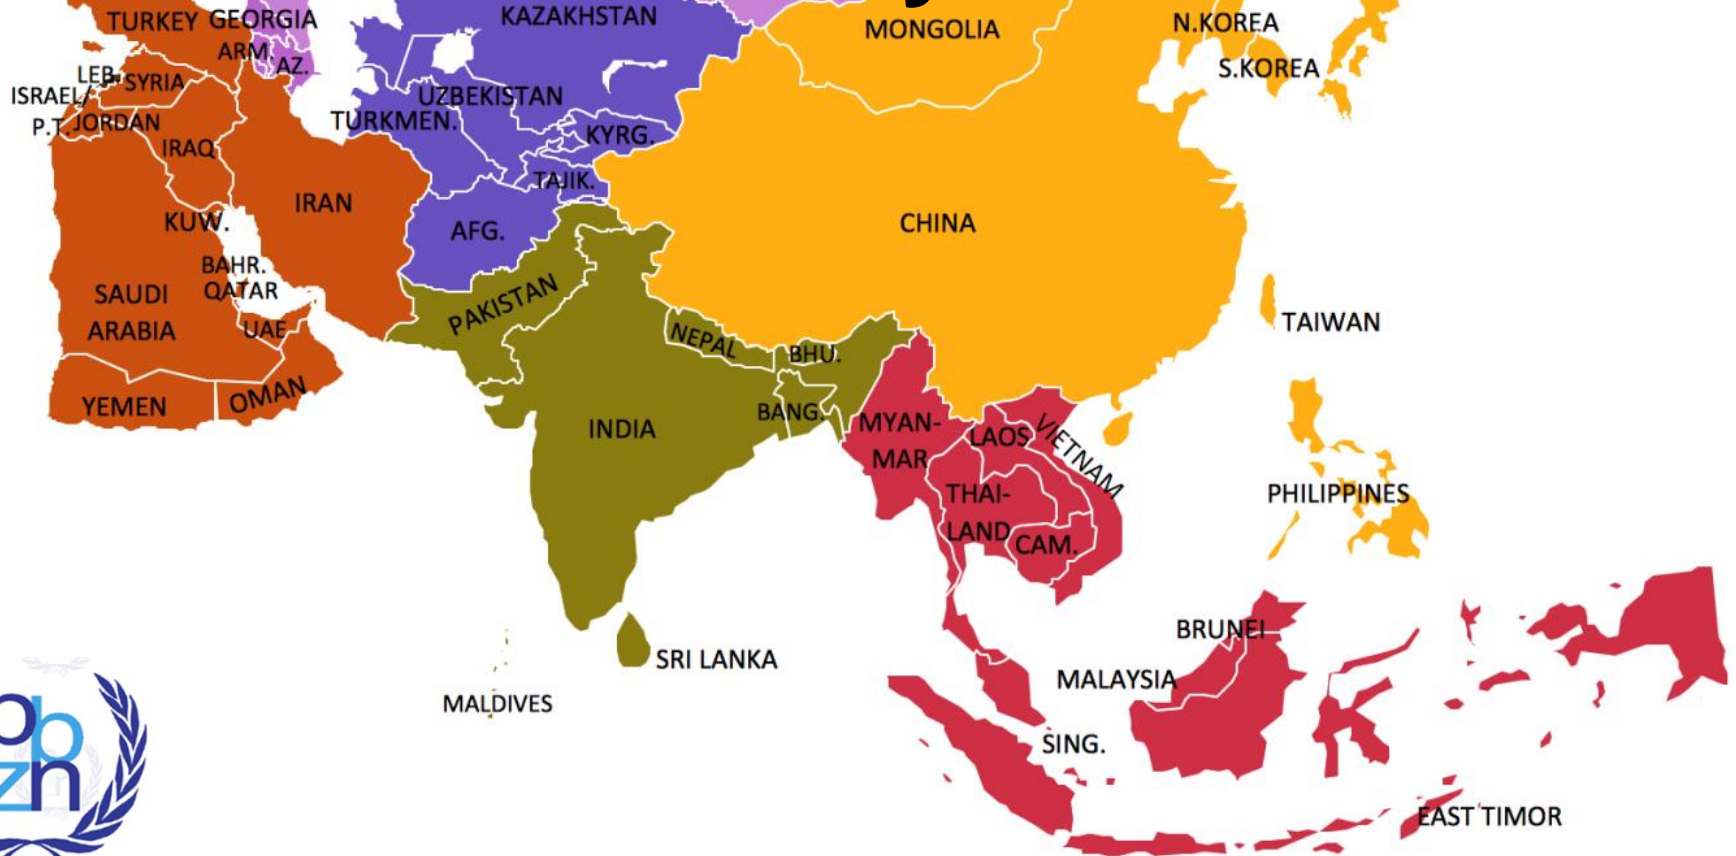 TURKEY
GEORGIA
KAZAKHSTAN
MONGOLIA
N.KOREA
ARM.
AZ.
S.KOREA
LEB.
SYRIA
ISRAEL/
P.T.
JORDAN
UZBEKISTAN
TURKMEN.
KYRG.
IRAQ
TAJIK.
IRAN
KUW.
AFG.
CHINA
BAHR.
QATAR
SAUDI
ARABIA
PAKISTAN
UAE
TAIWAN
NEPAL
BHU.
YEMEN
OMAN
INDIA
BANG.
MYAN-
MAR
LAOS
VIETNAM
THAI-
LAND
CAM.
PHILIPPINES
BRUNEI
SRI LANKA
MALAYSIA
MALDIVES
SING.
EAST TIMOR
bb
zn